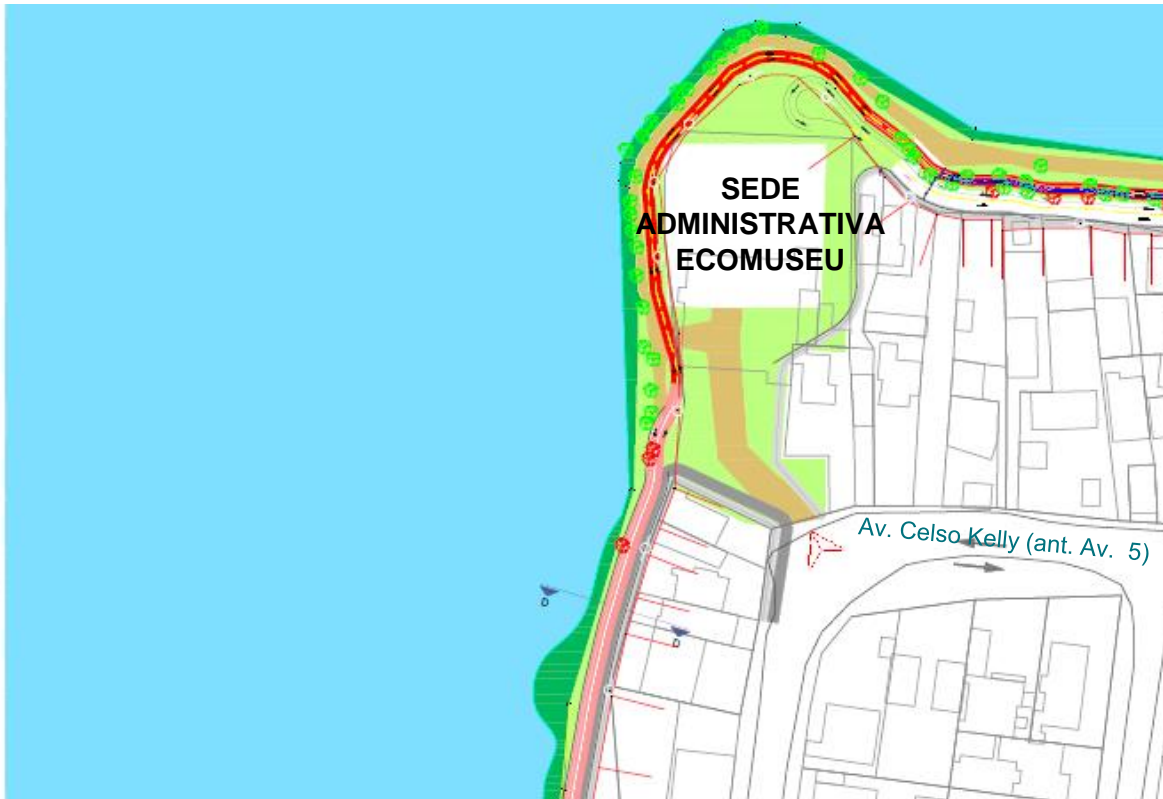 SEDE
ADMINISTRATIVA
ECOMUSEU
Av. Celso Kelly (ant. Av. 5)
D
D